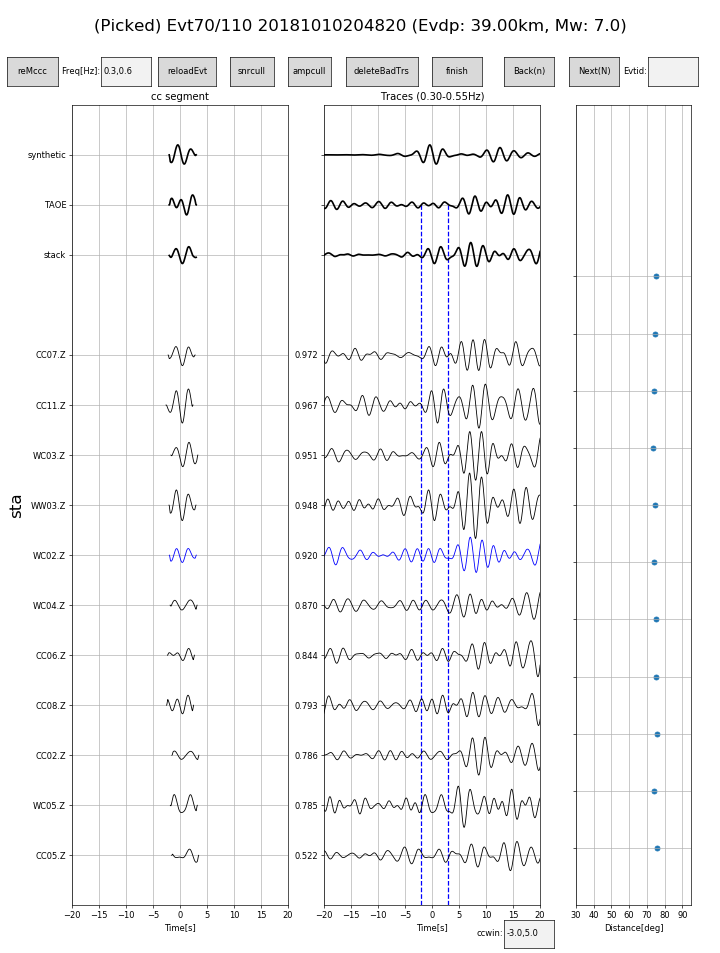 (Picked) Evt70/110 20181010204820 (Evdp: 39.00km, Mw: 7.0)
reMccc Freq[Hz]: 0.3,0.6 reloadEvt snrcull ampcull deleteBadTrs finish Back(n) Next(N) Evtid:
cc segment Traces (0.30-0.55Hz)
synthetic
TAOE
stack
CC07.Z 0.972
CC11.Z 0.967
WC03.Z 0.951
WW03.Z 0.948
sta
WC02.Z 0.920
WC04.Z 0.870
CC06.Z 0.844
CC08.Z 0.793
CC02.Z 0.786
WC05.Z 0.785
CC05.Z 0.522
−20 −15 −10 −5 0 5 10 15 20 −20 −15 −10 −5 0 5 10 15 20 30 40 50 60 70 80 90
Time[s] Time[s] Distance[deg]
ccwin: -3.0,5.0